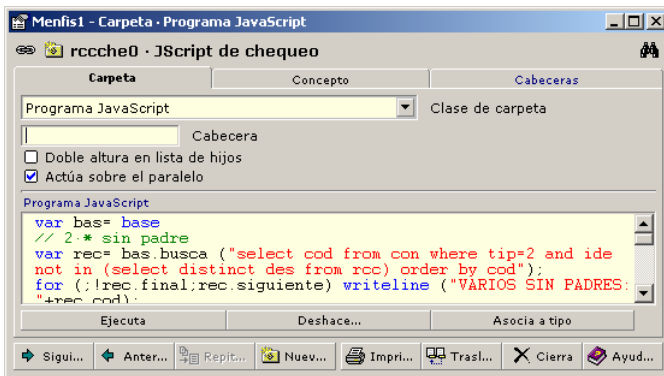 Menfis1 - Carpeta · Programa JavaScript
rccche0 · JScript de chequeo
Carpeta Concepto Cabeceras
Programa JavaScript Clase de carpeta
Cabecera
Doble altura en lista de hijos
Actúa sobre el paralelo
Programa JavaScript
var bas= base
// 2·* sin padre
var rec= bas.busca ("select cod from con where tip=2 and ide
not in (select distinct des from rcc) order by cod");
for (;!rec.final;rec.siguiente) writeline ("VARIOS SIN PADRES:
"+rec.cod);
Ejecuta Deshace... Asocia a tipo
Sigui... Anter... Repit... Nuev... Impri... Trasl... Cierra Ayud...